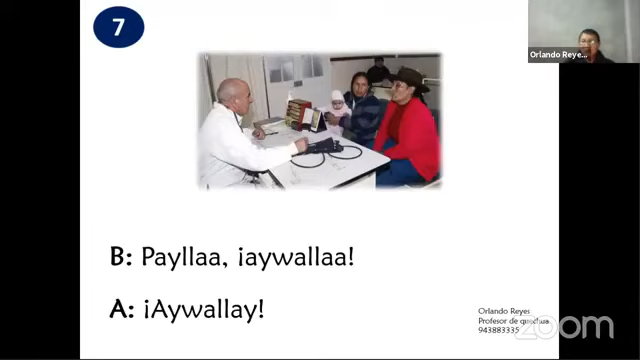 7
Orlando Reye...
B: Payllaa, ¡aywallaa!
A: ¡Aywallay!
Orlando Reyes
Profesor de quechua
943883335
zoom